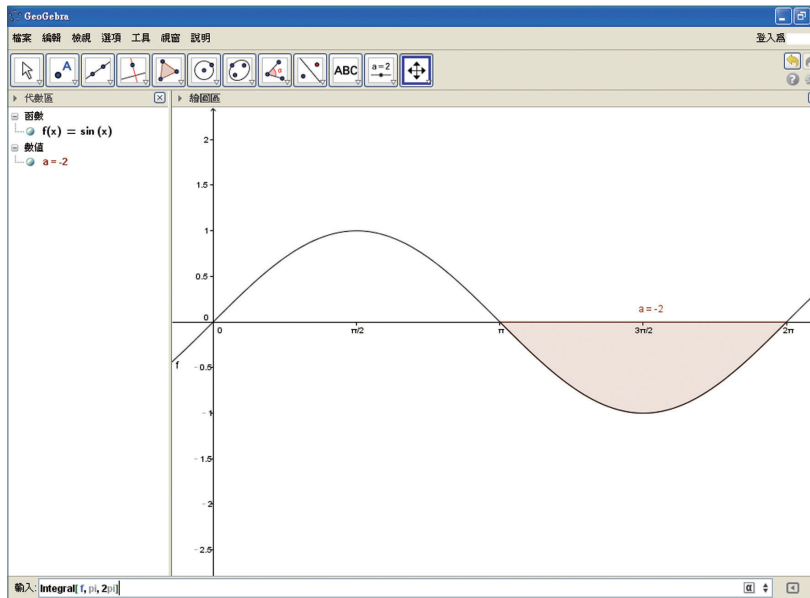 GeoGebra
檔案 編輯 檢視 選項 工具 視窗 說明
登入為
A
α
ABC
a=2
代數區
繪圖區
函數
f(x) = sin (x)
數值
a = -2
2
1.5
1
0.5
0
a = -2
0 π/2 π 3π/2 2π
f
-0.5
-1
-1.5
-2
-2.5
輸入: Integral[ f, pi, 2pi]
α